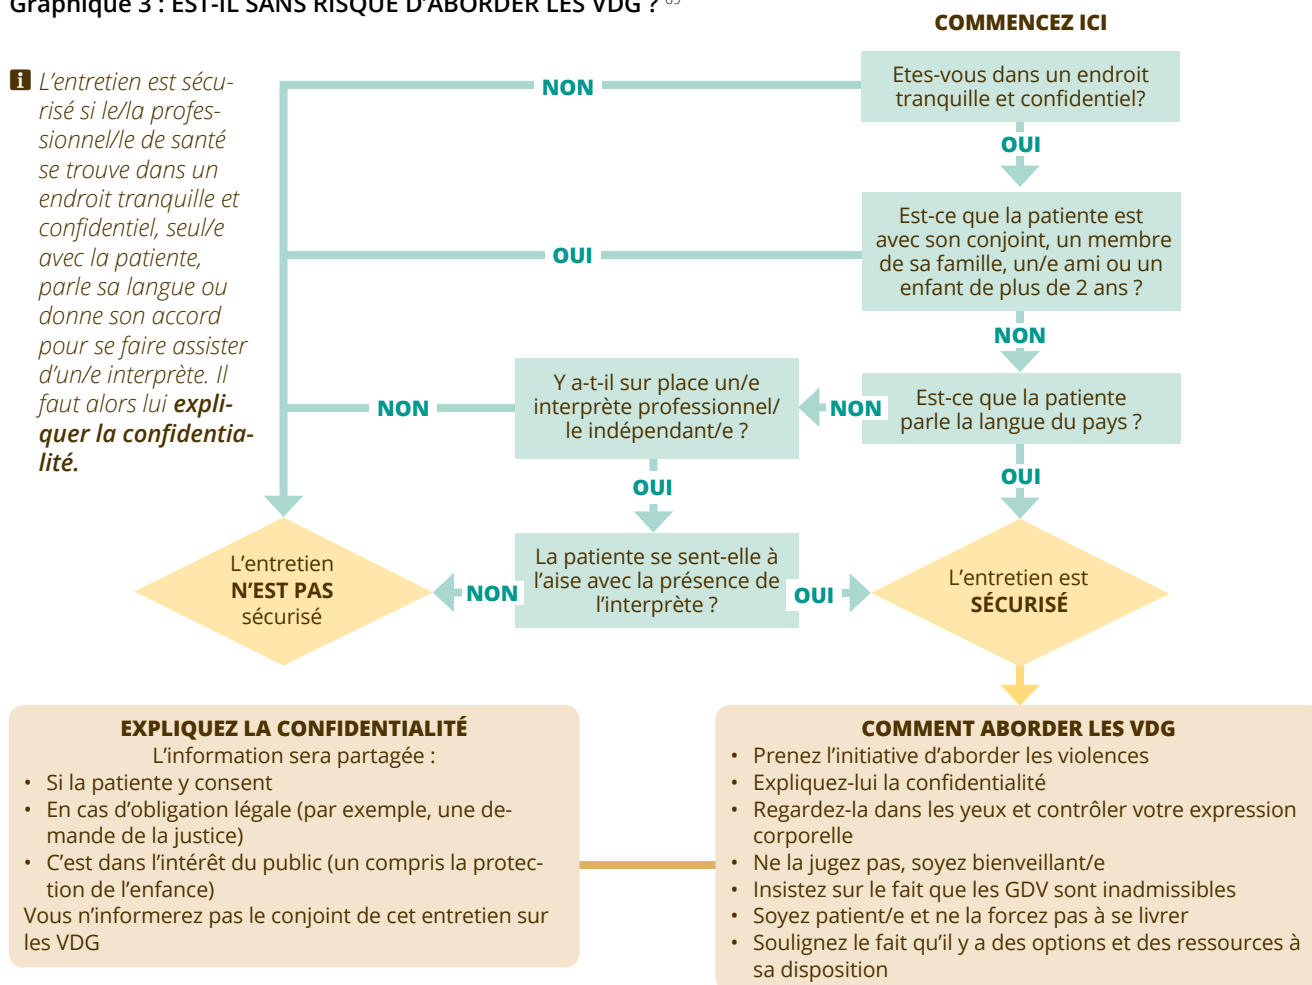 Graphique 3 : EST-IL SANS RISQUE D'ABORDER LES VDG ?
COMMENCEZ ICI
i L'entretien est sécu-
risé si le/la profes-
sionnel/le de santé
se trouve dans un
endroit tranquille et
confidentiel, seul/e
avec la patiente,
parle sa langue ou
donne son accord
pour se faire assister
d'un/e interprète. Il
faut alors lui expli-
quer la confidentia-
lité.
Etes-vous dans un endroit
tranquille et confidentiel?
NON
OUI
Est-ce que la patiente est
avec son conjoint, un membre
de sa famille, un/e ami ou un
enfant de plus de 2 ans ?
OUI
NON
Est-ce que la patiente
parle la langue du pays ?
NON
Y a-t-il sur place un/e
interprète professionnel/
le indépendant/e ?
NON
OUI
OUI
La patiente se sent-elle à
l'aise avec la présence de
l'interprète ?
NON
OUI
L'entretien
N'EST PAS
sécurisé
L'entretien est
SÉCURISÉ
EXPLIQUEZ LA CONFIDENTIALITÉ
L'information sera partagée :
• Si la patiente y consent
• En cas d'obligation légale (par exemple, une de-
mande de la justice)
• C'est dans l'intérêt du public (un compris la protec-
tion de l'enfance)
Vous n'informerez pas le conjoint de cet entretien sur
les VDG
COMMENT ABORDER LES VDG
• Prenez l'initiative d'aborder les violences
• Expliquez-lui la confidentialité
• Regardez-la dans les yeux et contrôler votre expression
corporelle
• Ne la jugez pas, soyez bienveillant/e
• Insistez sur le fait que les GDV sont inadmissibles
• Soyez patient/e et ne la forcez pas à se livrer
• Soulignez le fait qu'il y a des options et des ressources à
sa disposition